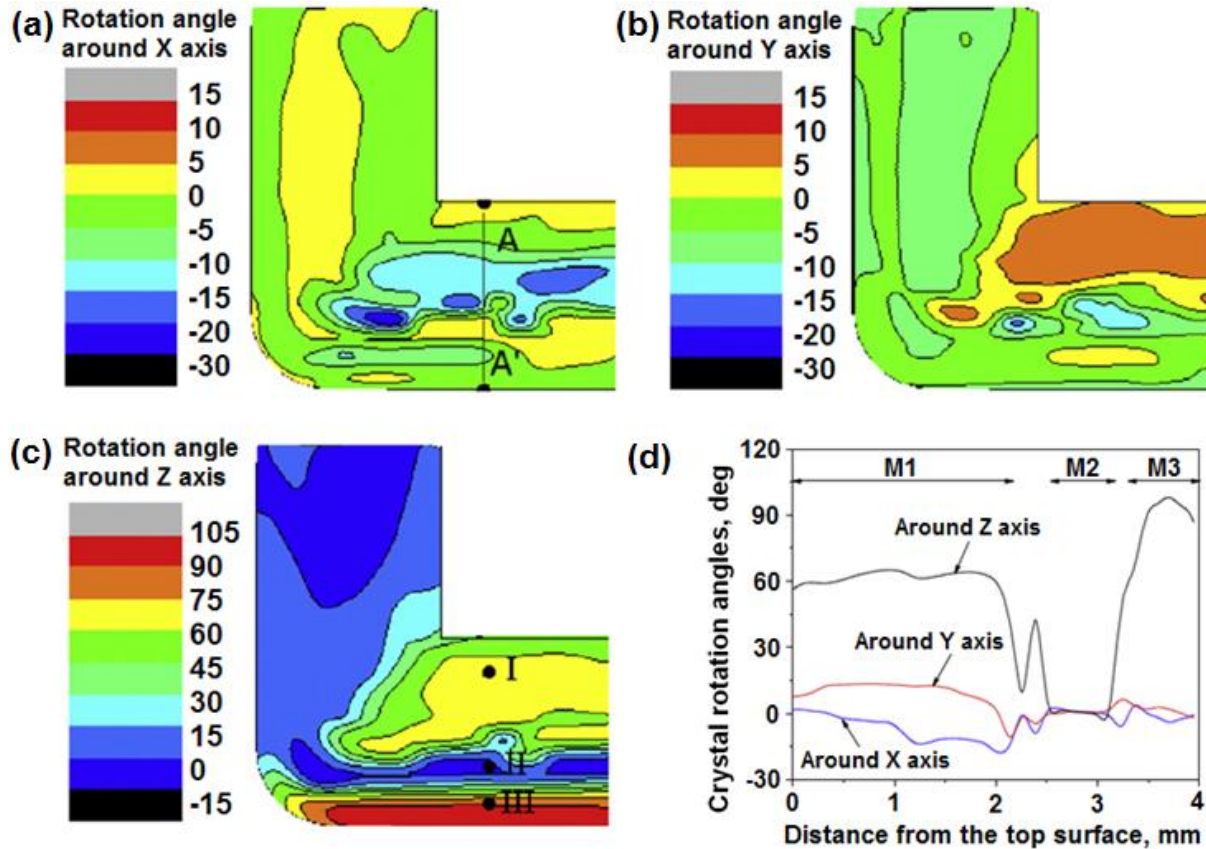 (a)
Rotation angle
around X axis
15
10
5
0
-5
-10
-15
-20
-30
A
A'
(b)
Rotation angle
around Y axis
15
10
5
0
-5
-10
-15
-20
-30
(c)
Rotation angle
around Z axis
105
90
75
60
45
30
15
0
-15
I
II
III
(d)
Crystal rotation angles, deg
120
90
60
30
0
-30
M1
M2
M3
Around Z axis
Around Y axis
Around X axis
0
1
2
3
4
Distance from the top surface, mm